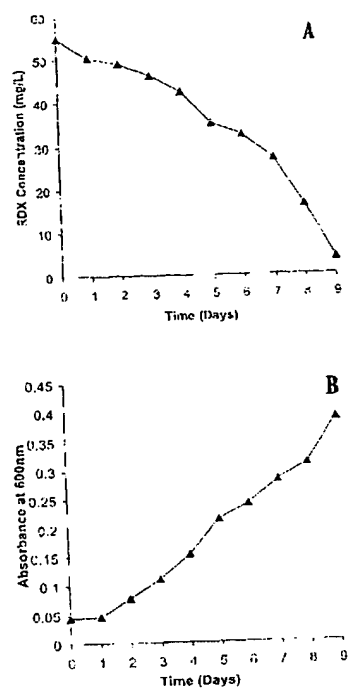 A
RDX Concentration (mg/L)
60
50
40
30
20
10
0
0 1 2 3 4 5 6 7 8 9
Time (Days)
B
Absorbance at 600nm
0.45
0.4
0.35
0.3
0.25
0.2
0.15
0.1
0.05
0
0 1 2 3 4 5 6 7 8 9
Time (Days)